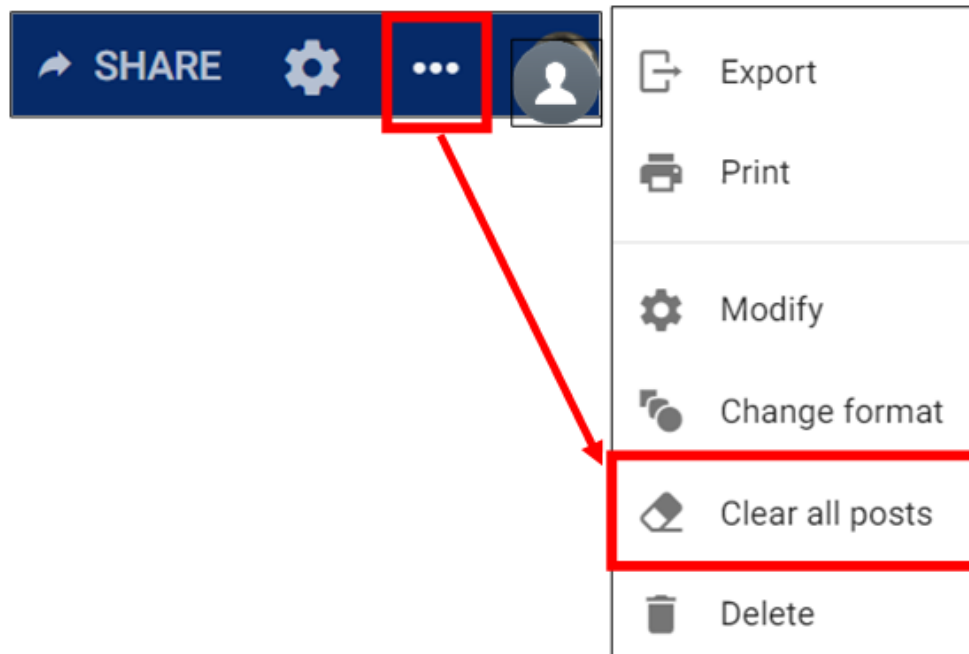 SHARE
Export
Print
Modify
Change format
Clear all posts
Delete